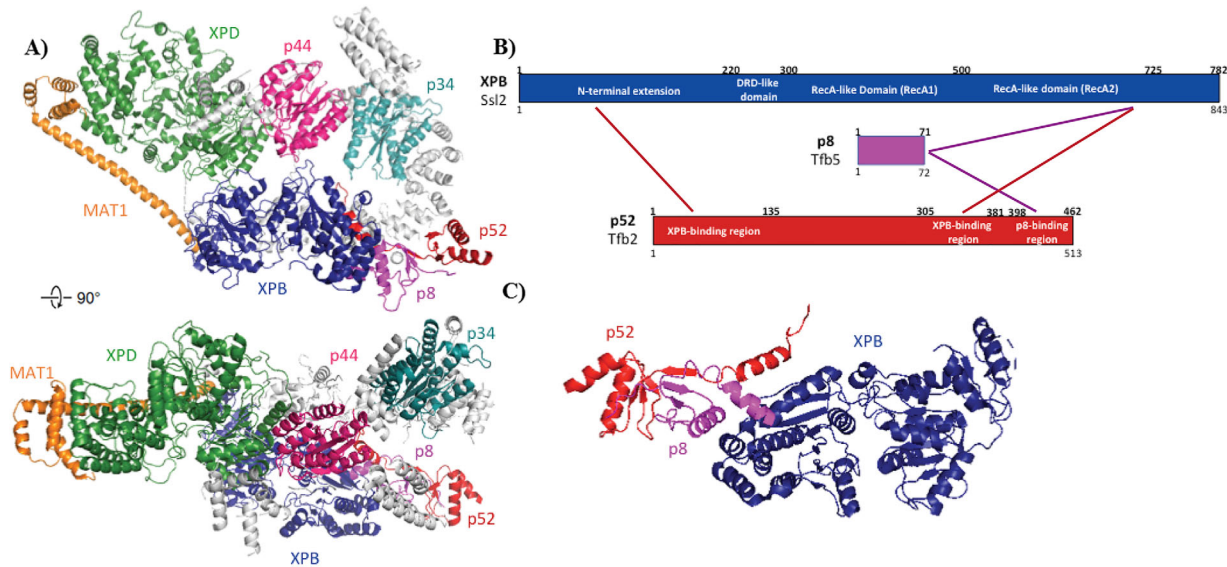 A)
XPD
p44
p34
MAT1
p52
XPB
p8
90°
MAT1
XPD
p44
p34
p8
p52
XPB
B)
1 220 300 500 725 782
XPB N-terminal extension DRD-like domain RecA-like Domain (RecA1) RecA-like domain (RecA2)
Ssl2
1 843
1 71
p8
Tfb5
1 72
1 135 305 381 398 462
p52 XPB-binding region XPB-binding region p8-binding region
Tfb2
1 513
C)
p52
XPB
p8